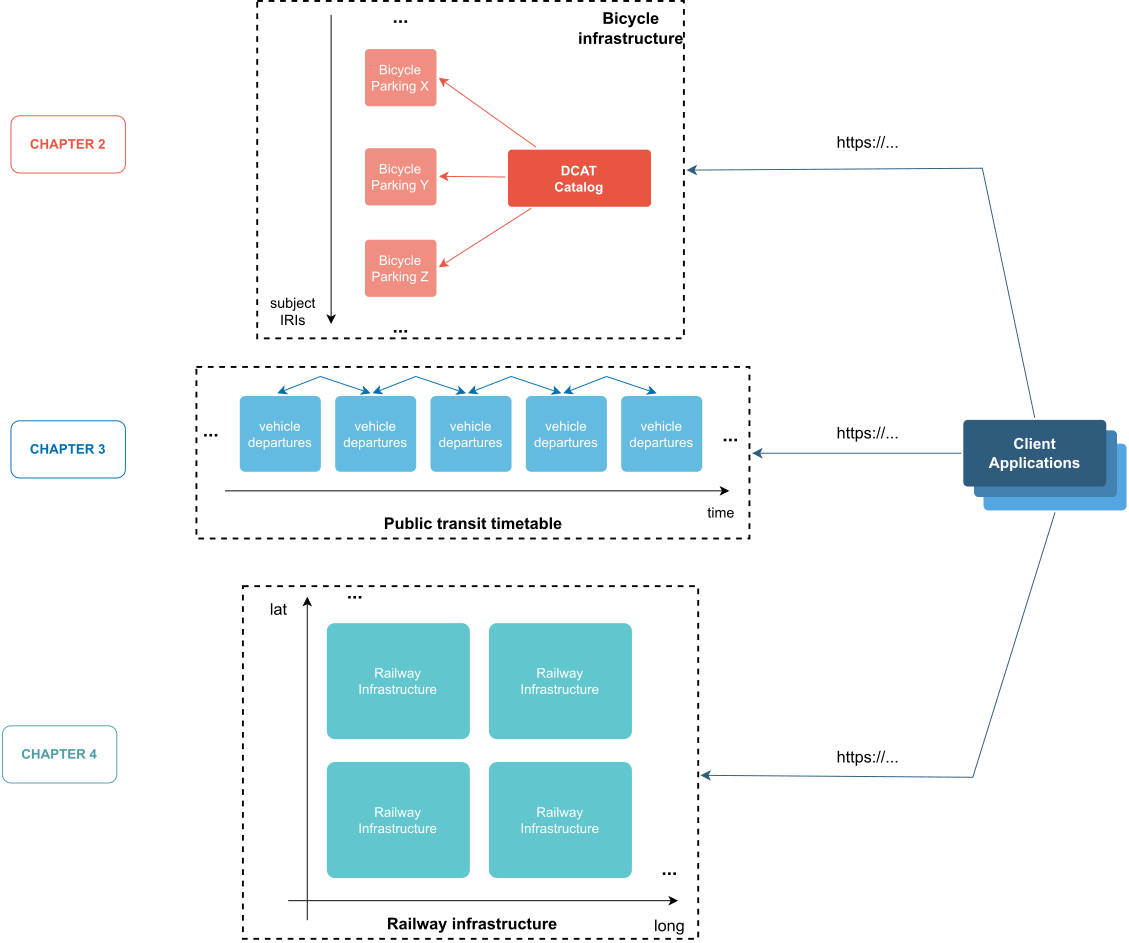 ...
Bicycle
infrastructure
Bicycle
Parking X
CHAPTER 2
https://...
Bicycle
Parking Y
DCAT
Catalog
Bicycle
Parking Z
subject
IRIs
...
CHAPTER 3
...
vehicle
departures
vehicle
departures
vehicle
departures
vehicle
departures
vehicle
departures
...
https://...
Client
Applications
time
Public transit timetable
lat
...
Railway
Infrastructure
Railway
Infrastructure
CHAPTER 4
https://...
Railway
Infrastructure
Railway
Infrastructure
...
Railway infrastructure
long